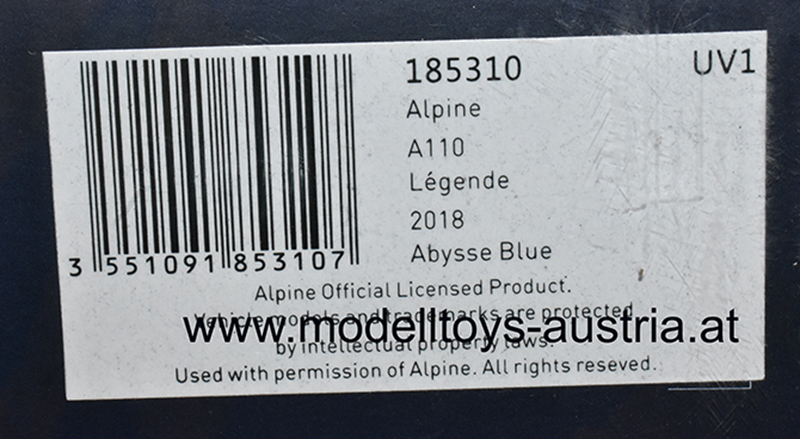 185310
UV1
Alpine
A110
Légende
2018
Abysse Blue
3 551091 853107
Alpine Official Licensed Product.
Vehicle models and trademarks are protected
www.modelltoys-austria.at
by intellectual property laws.
Used with permission of Alpine. All rights reseved.